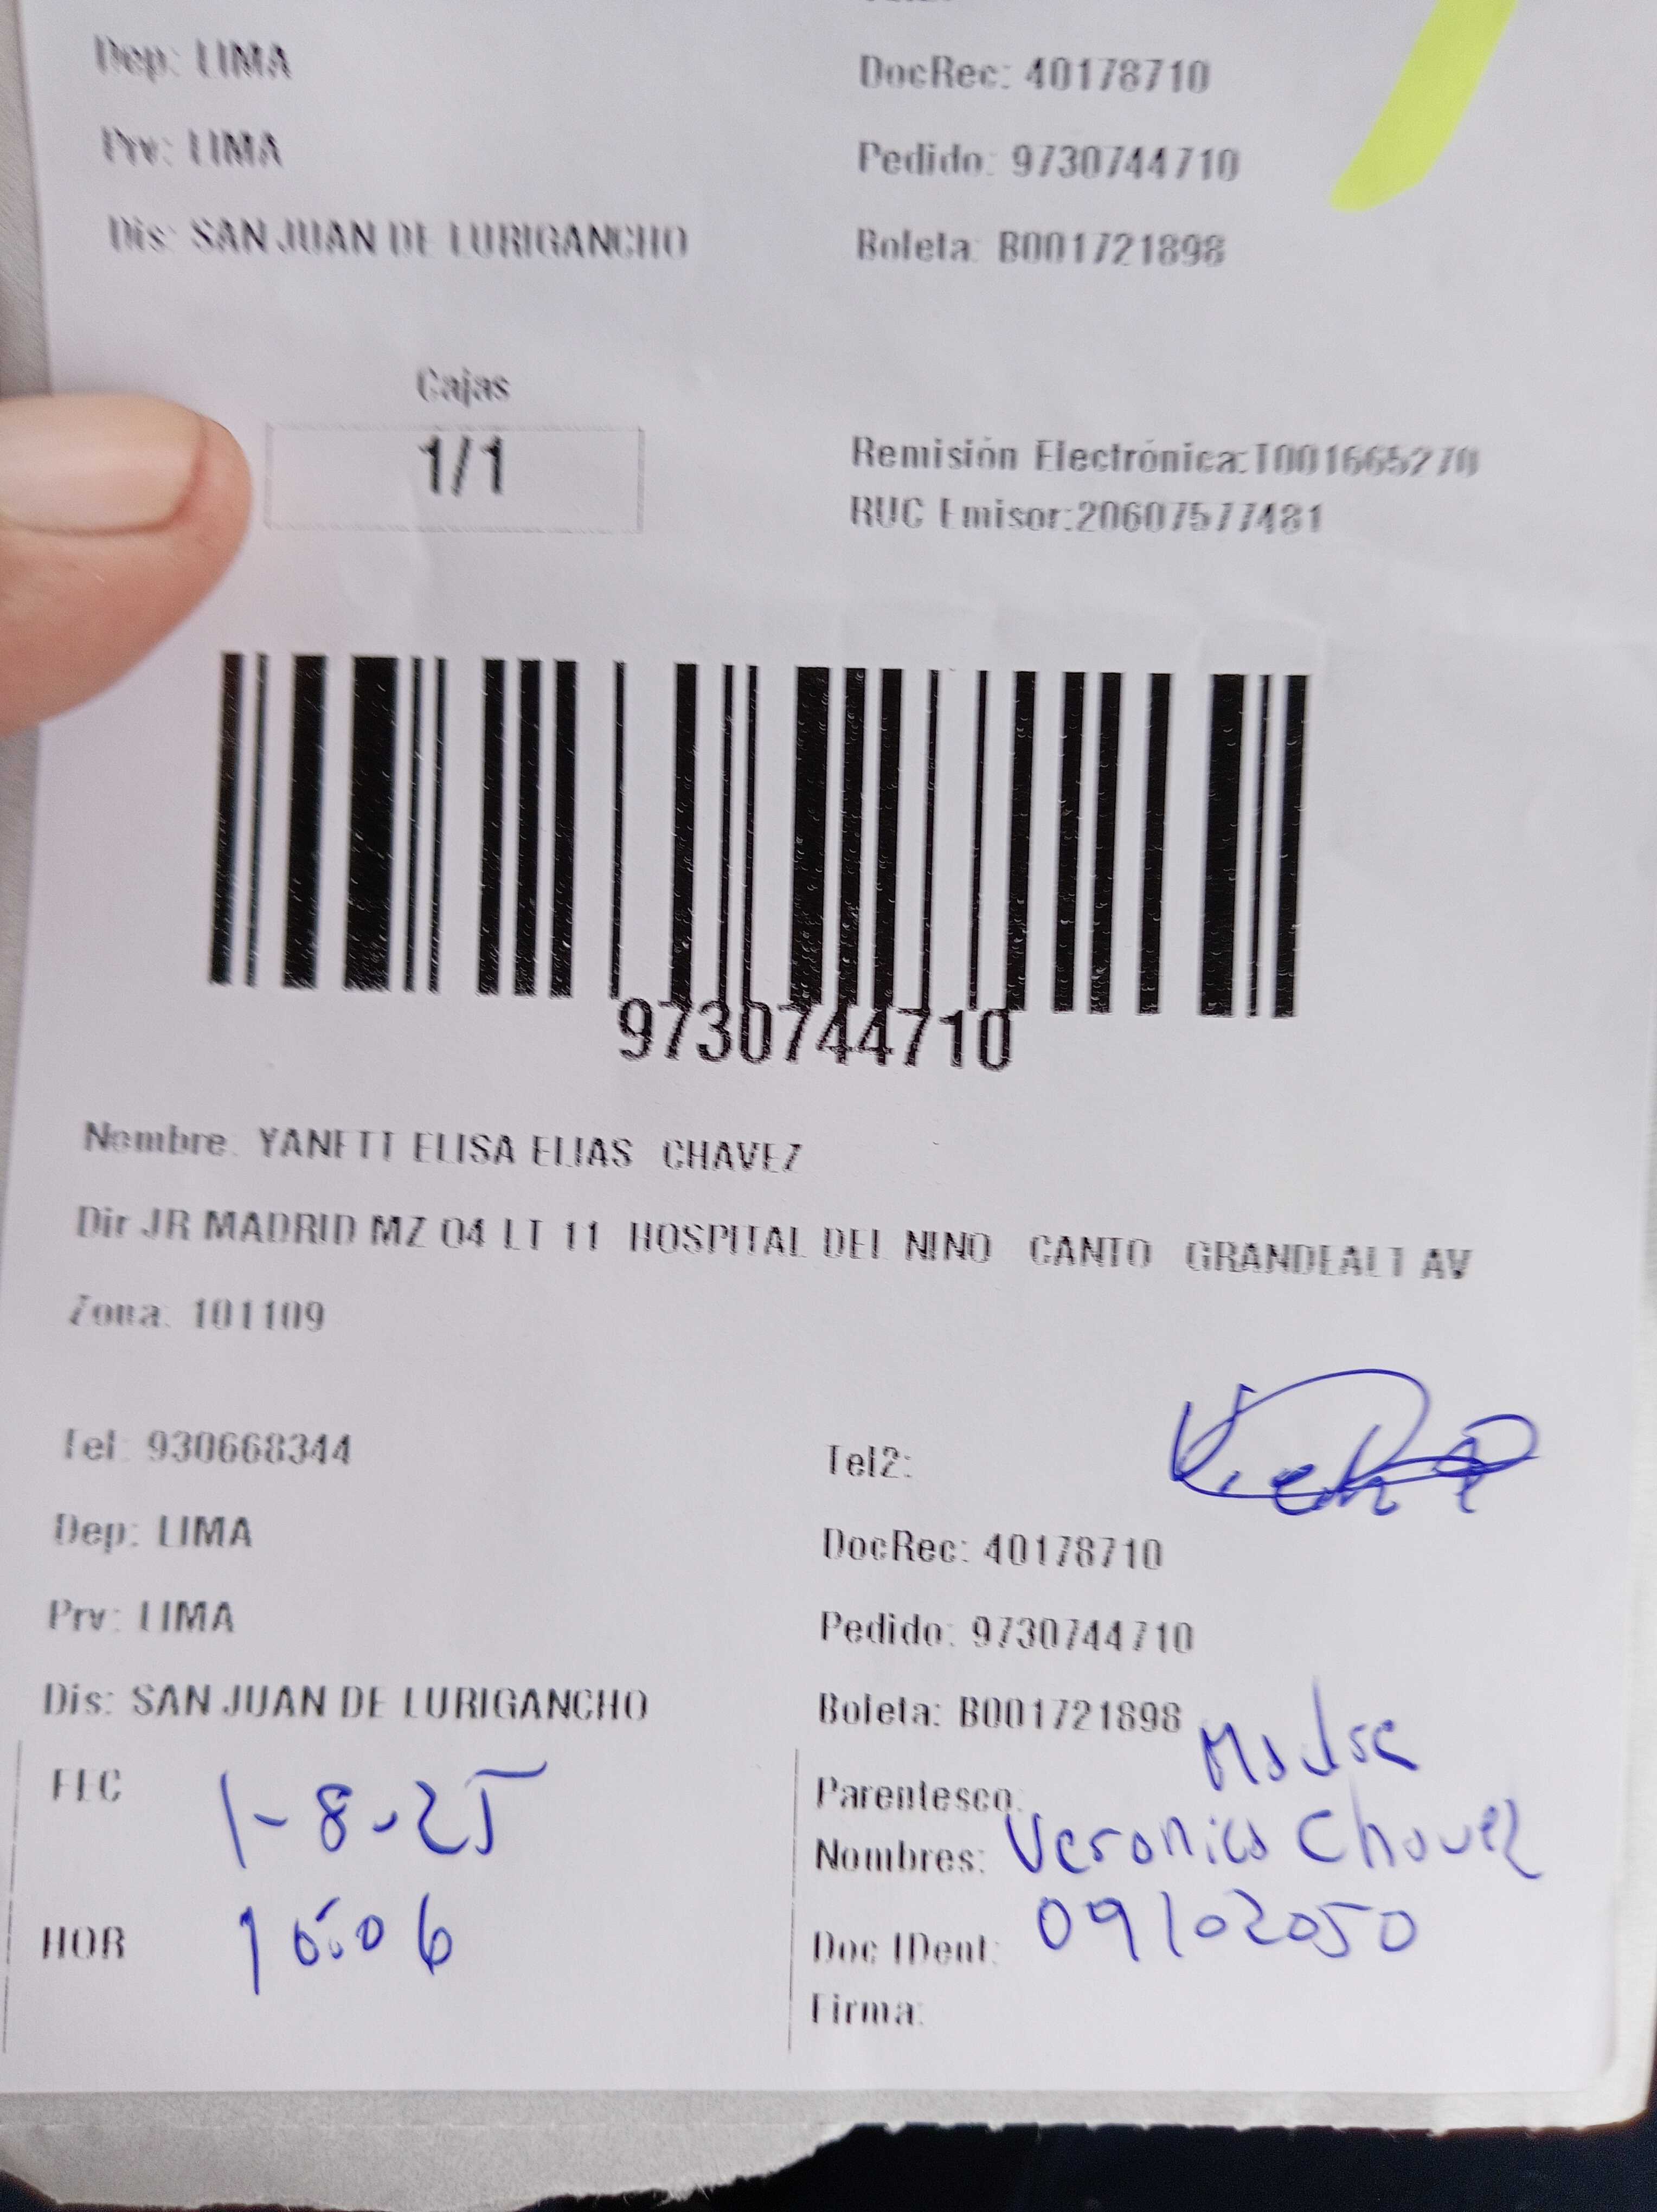 Dep: LIMA
DocRec: 40178710
Prv: LIMA
Pedido: 9730744710
Dis: SAN JUAN DE LURIGANCHO
Boleta: B001721898
Cajas
1/1
Remisión Electrónica:T001665270
RUC Emisor:20607577481
9730744710
Nombre. YANETT ELISA ELIAS CHAVEZ
Dir JR MADRID MZ 04 LT 11 HOSPITAL DEL NINO CANTO GRANDEALT AV
Zona: 101109
Tel: 930668344
Tel2:
Dep: LIMA
DocRec: 40178710
Prv: LIMA
Pedido: 9730744710
Dis: SAN JUAN DE LURIGANCHO
Boleta: B001721898
FEC 1-8-25
Parentesco: Madre
Nombres: Veronica Chavez
HOR
Doc IDent: 09102050
Firma: